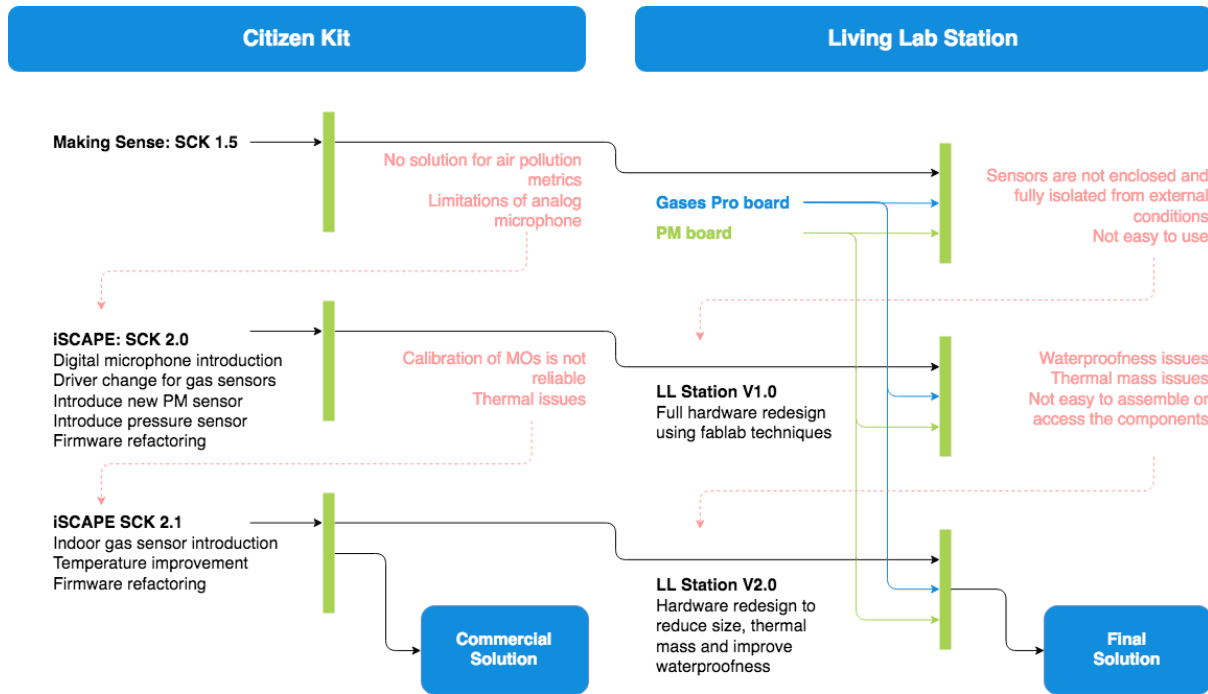 Citizen Kit
Living Lab Station
Making Sense: SCK 1.5
No solution for air pollution
metrics
Limitations of analog
microphone
Gases Pro board
PM board
Sensors are not enclosed and
fully isolated from external
conditions
Not easy to use
iSCAPE: SCK 2.0
Digital microphone introduction
Driver change for gas sensors
Introduce new PM sensor
Introduce pressure sensor
Firmware refactoring
Calibration of MOs is not
reliable
Thermal issues
LL Station V1.0
Full hardware redesign
using fablab techniques
Waterproofness issues
Thermal mass issues
Not easy to assemble or
access the components
iSCAPE SCK 2.1
Indoor gas sensor introduction
Temperature improvement
Firmware refactoring
Commercial
Solution
LL Station V2.0
Hardware redesign to
reduce size, thermal
mass and improve
waterproofness
Final
Solution